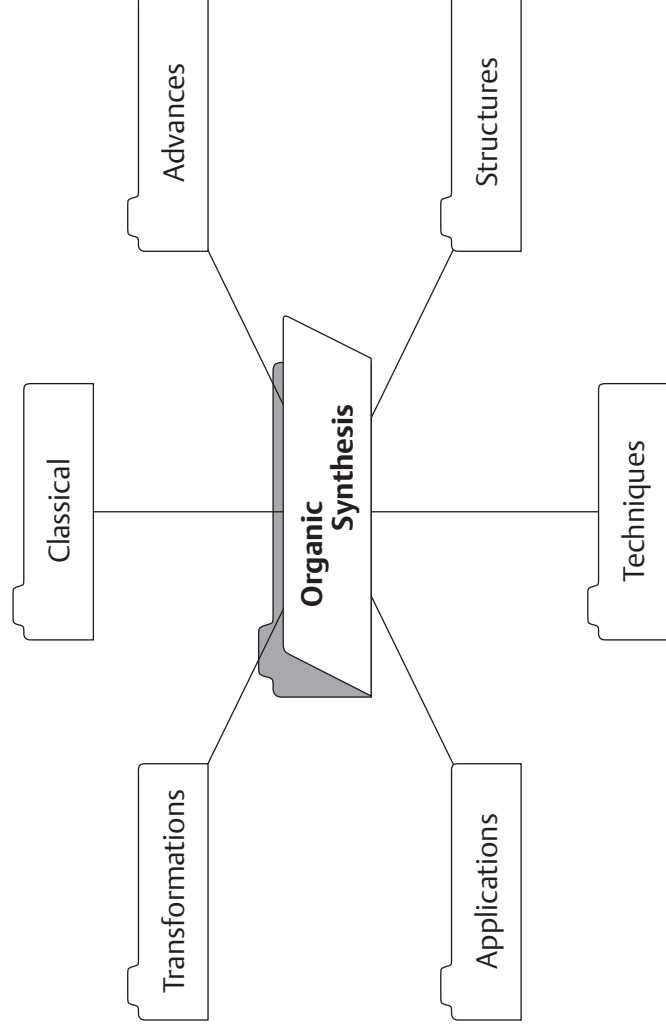 Classical
Transformations
Advances
Organic
Synthesis
Applications
Structures
Techniques